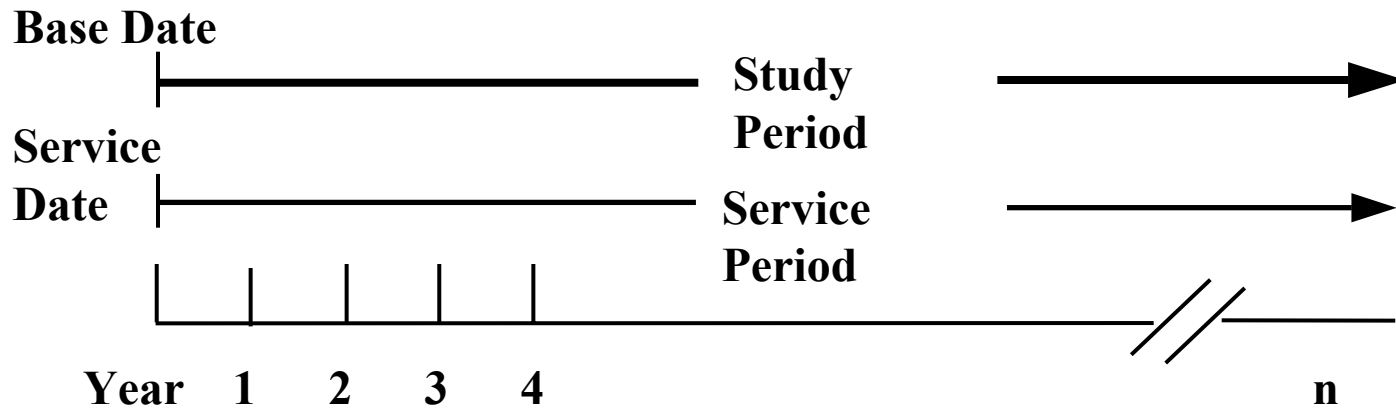 Base Date
Study
Period
Service
Date
Service
Period
Year 1 2 3 4 n